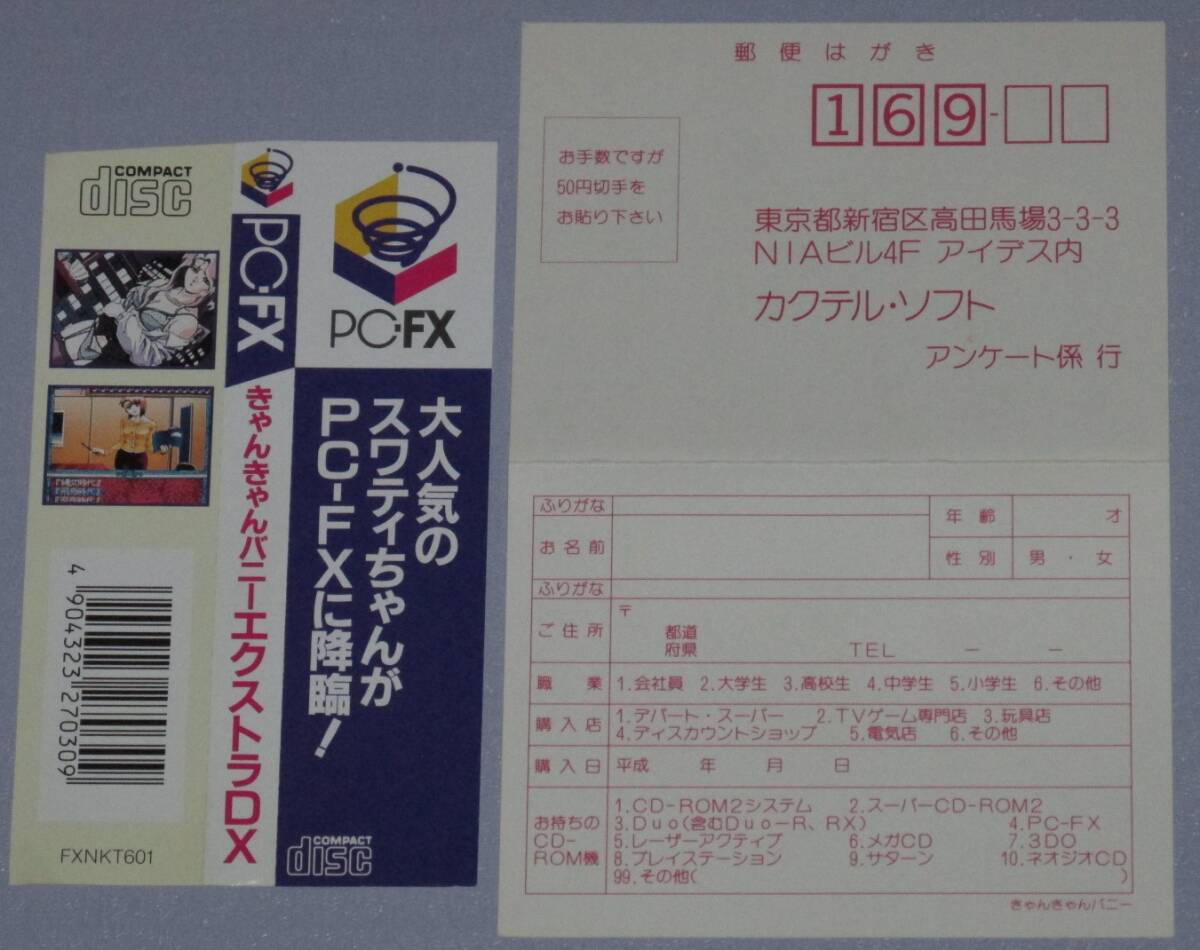 COMPACT
disc
PC-FX
きゃんきゃんバニーエクストラDX
4 904323 270309
FXNKT601
PC-FX
大人気の
スワティちゃんが
PC-FXに降臨!
COMPACT
disc
郵便はがき
169-
お手数ですが
50円切手を
お貼り下さい
東京都新宿区高田馬場3-3-3
NIAビル4F アイデス内
カクテル・ソフト
アンケート係 行
ふりがな
お名前
年齢 才
性別 男・女
ふりがな
ご住所 〒
都道
府県 TEL － －
職業 1.会社員 2.大学生 3.高校生 4.中学生 5.小学生 6.その他
購入店 1.デパート・スーパー 2.TVゲーム専門店 3.玩具店
4.ディスカウントショップ 5.電気店 6.その他
購入日 平成 年 月 日
お持ちの
CD-
ROM機
1.CD-ROM2システム 2.スーパーCD-ROM2
3.Duo(含むDuo-R、RX) 4.PC-FX
5.レーザーアクティブ 6.メガCD 7.3DO
8.プレイステーション 9.サターン 10.ネオジオCD
99.その他( )
きゃんきゃんバニー